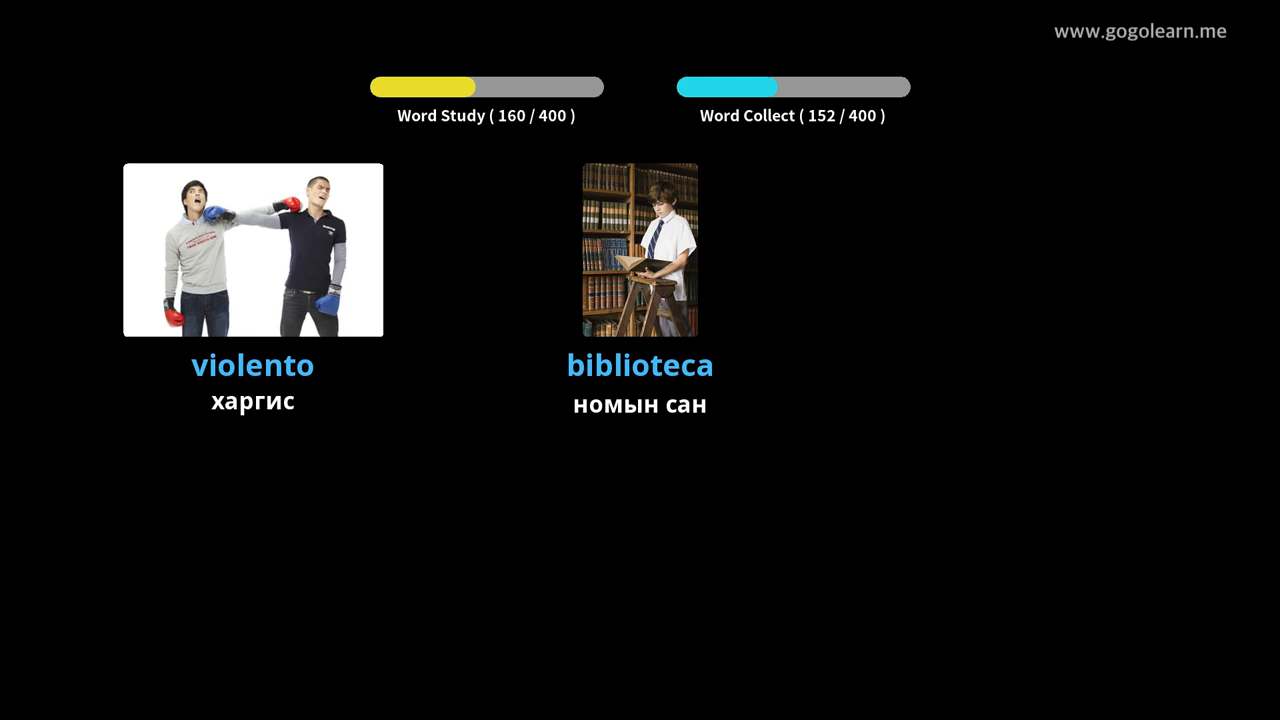 www.gogolearn.me
Word Study ( 160 / 400 )
Word Collect ( 152 / 400 )
violento
харгис
biblioteca
номын сан